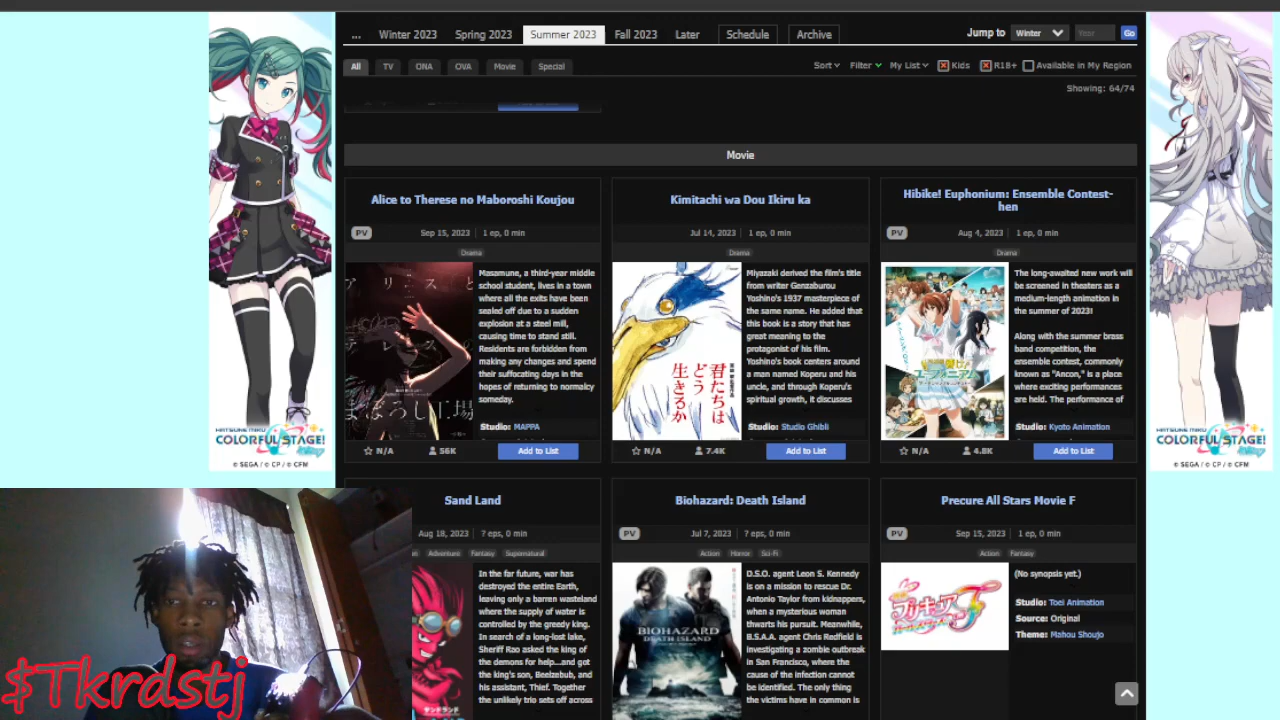 ... Winter 2023 Spring 2023 Summer 2023 Fall 2023 Later Schedule Archive Jump to Winter Year Go
All TV ONA OVA Movie Special Sort Filter My List Kids R18+ Available in My Region
Showing: 64/74
Movie
Alice to Therese no Maboroshi Koujou
PV Sep 15, 2023 1 ep, 0 min
Drama
Masamune, a third-year middle
school student, lives in a town
where all the exits have been
sealed off due to a sudden
explosion at a steel mill,
causing time to stand still.
Residents are forbidden from
making any changes and spend
their suffocating days in the
hopes of returning to normalcy
someday.
Studio: MAPPA
N/A 56K Add to List
Kimitachi wa Dou Ikiru ka
Jul 14, 2023 1 ep, 0 min
Drama
君たちは
どう
生きるか
Miyazaki derived the film's title
from writer Genzaburou
Yoshino's 1937 masterpiece of
the same name. He added that
this book is a story that has
great meaning to the
protagonist of his film.
Yoshino's book centers around
a man named Koperu and his
uncle, and through Koperu's
spiritual growth, it discusses
Studio: Studio Ghibli
N/A 7.4K Add to List
Hibike! Euphonium: Ensemble Contest-
hen
PV Aug 4, 2023 1 ep, 0 min
Drama
The long-awaited new work will
be screened in theaters as a
medium-length animation in
the summer of 2023!
Along with the summer brass
band competition, the
ensemble contest, commonly
known as "Ancon," is a place
where exciting performances
are held. The performance of
Studio: Kyoto Animation
N/A 4.8K Add to List
Sand Land
Aug 18, 2023 ? eps, 0 min
Adventure Fantasy Supernatural
In the far future, war has
destroyed the entire Earth,
leaving only a barren wasteland
where the supply of water is
controlled by the greedy king.
In search of a long-lost lake,
Sheriff Rao asked the king of
the demons for help...and got
the king's son, Beelzebub, and
his assistant, Thief. Together
the unlikely trip sets off across
Biohazard: Death Island
PV Jul 7, 2023 ? eps, 0 min
Action Horror Sci-Fi
BIOHAZARD
DEATH ISLAND
D.S.O. agent Leon S. Kennedy
is on a mission to rescue Dr.
Antonio Taylor from kidnappers,
when a mysterious woman
thwarts his pursuit. Meanwhile,
B.S.A.A. agent Chris Redfield is
investigating a zombie outbreak
in San Francisco, where the
cause of the infection cannot
be identified. The only thing
the victims have in common is
Precure All Stars Movie F
PV Sep 15, 2023 1 ep, 0 min
Action Fantasy
プリキュア
(No synopsis yet.)
Studio: Toei Animation
Source: Original
Theme: Mahou Shoujo
HATSUNE MIKU
COLORFUL STAGE!
© SEGA / © CP / © CFM
HATSUNE MIKU
COLORFUL STAGE!
© SEGA / © CP / © CFM
$Tkrdstj